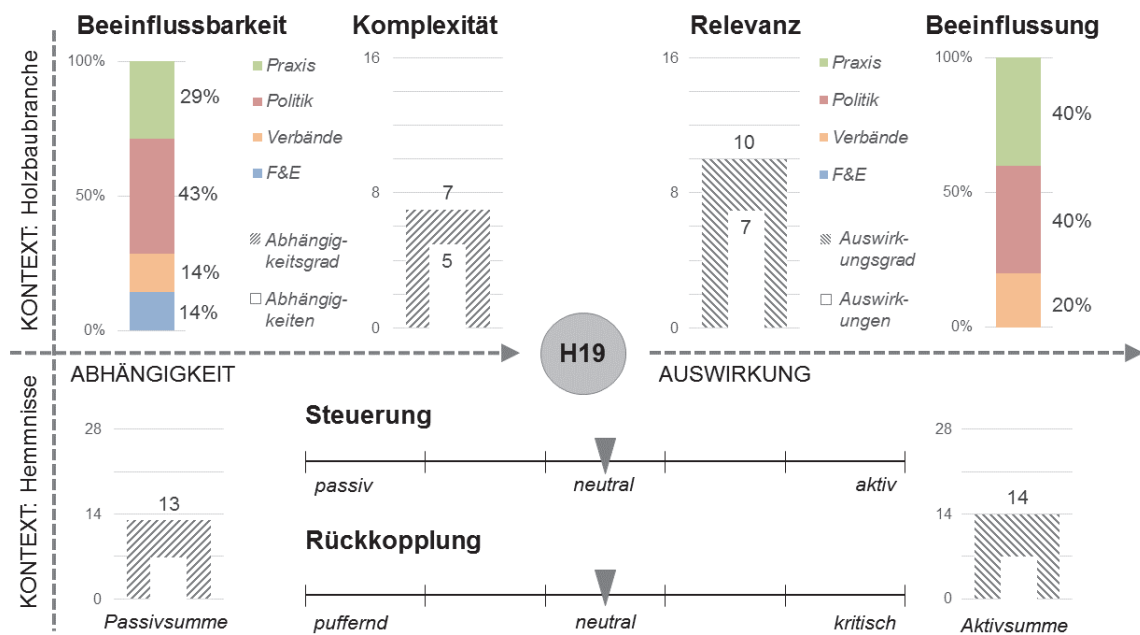 Beeinflussbarkeit
Komplexität
Relevanz
Beeinflussung
KONTEXT: Holzbaubranche
100%
50%
0%
29%
43%
14%
14%
Praxis
Politik
Verbände
F&E
Abhängig-
keitsgrad
Abhängig-
keiten
16
8
0
7
5
16
8
0
10
7
Praxis
Politik
Verbände
F&E
Auswirk-
ungsgrad
Auswirk-
ungen
100%
50%
0%
40%
40%
20%
H19
ABHÄNGIGKEIT
AUSWIRKUNG
KONTEXT: Hemmnisse
28
14
0
13
Passivsumme
Steuerung
passiv
neutral
aktiv
Rückkopplung
puffernd
neutral
kritisch
28
14
0
14
Aktivsumme